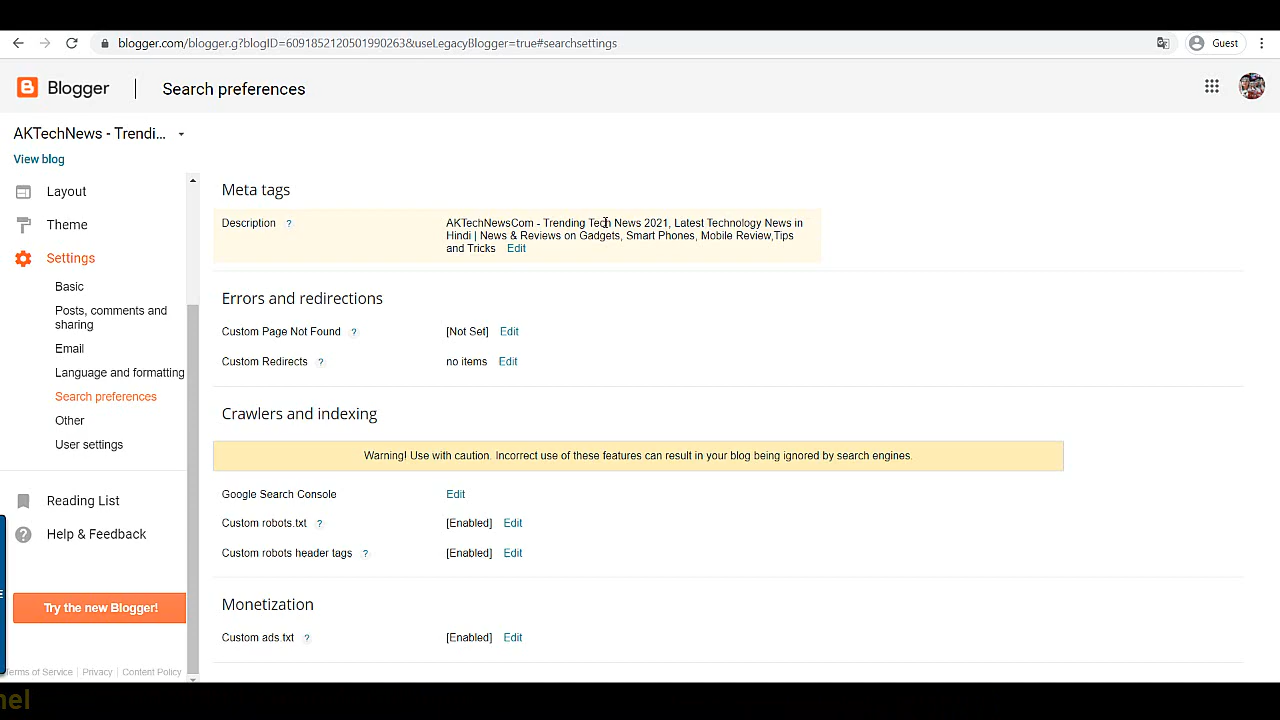 blogger.com/blogger.g?blogID=6091852120501990263&useLegacyBlogger=true#searchsettings
Guest
Blogger
Search preferences
AKTechNews - Trendi...
View blog
Layout
Theme
Settings
Basic
Posts, comments and
sharing
Email
Language and formatting
Search preferences
Other
User settings
Reading List
Help & Feedback
Try the new Blogger!
Terms of Service | Privacy | Content Policy
Meta tags
Description ?
AKTechNewsCom - Trending Tech News 2021, Latest Technology News in
Hindi | News & Reviews on Gadgets, Smart Phones, Mobile Review,Tips
and Tricks Edit
Errors and redirections
Custom Page Not Found ? [Not Set] Edit
Custom Redirects ? no items Edit
Crawlers and indexing
Warning! Use with caution. Incorrect use of these features can result in your blog being ignored by search engines.
Google Search Console Edit
Custom robots.txt ? [Enabled] Edit
Custom robots header tags ? [Enabled] Edit
Monetization
Custom ads.txt ? [Enabled] Edit
nel